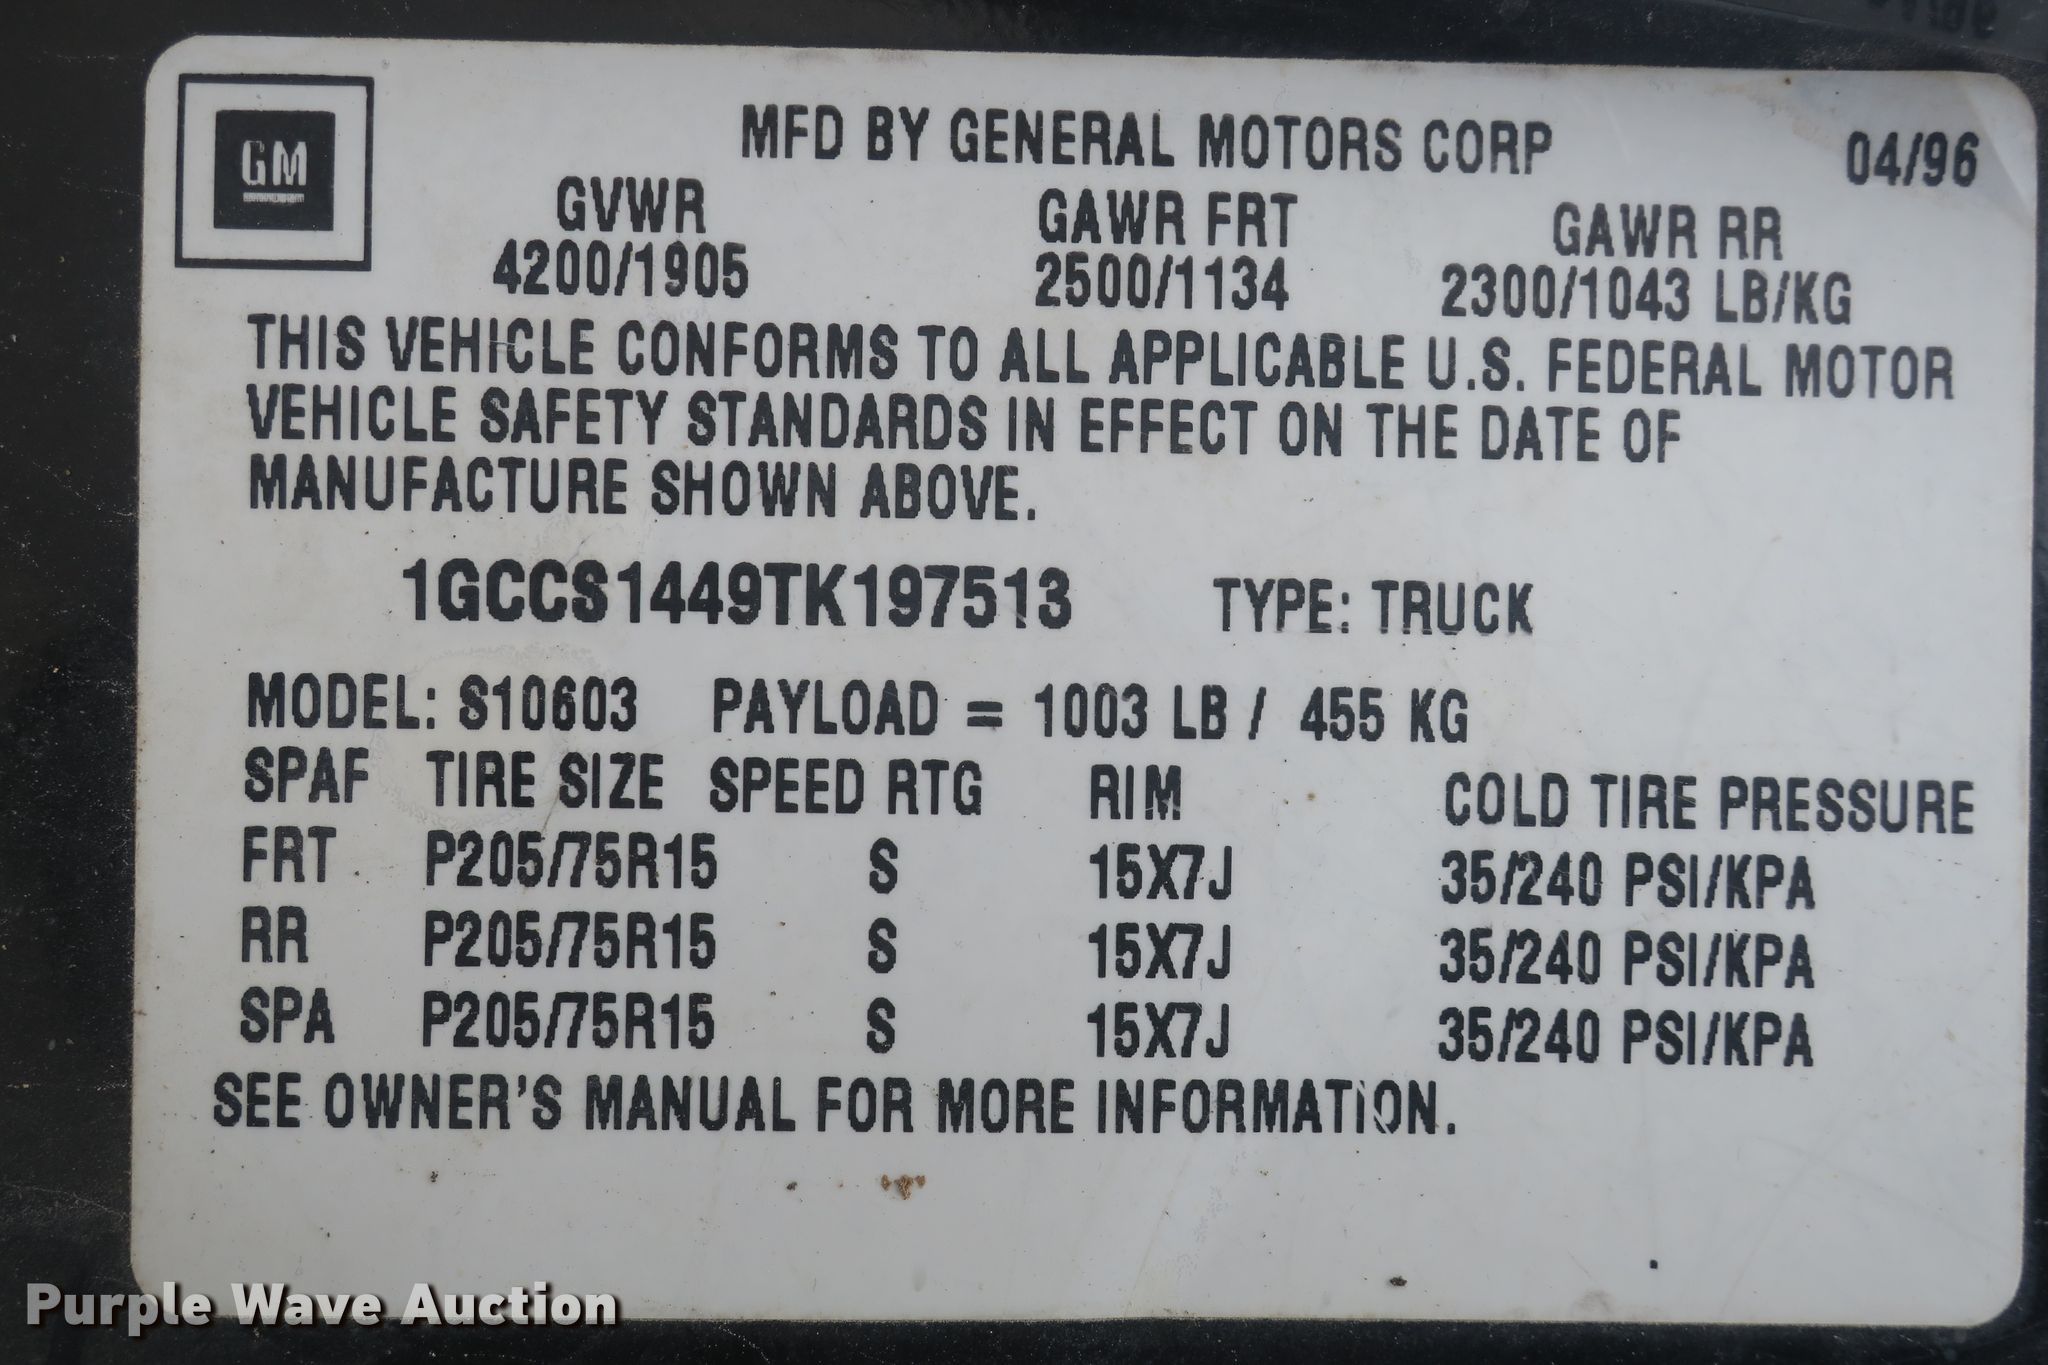 GM
MFD BY GENERAL MOTORS CORP 04/96
GVWR GAWR FRT GAWR RR
4200/1905 2500/1134 2300/1043 LB/KG
THIS VEHICLE CONFORMS TO ALL APPLICABLE U.S. FEDERAL MOTOR
VEHICLE SAFETY STANDARDS IN EFFECT ON THE DATE OF
MANUFACTURE SHOWN ABOVE.
1GCCS1449TK197513 TYPE: TRUCK
MODEL: S10603 PAYLOAD = 1003 LB / 455 KG
SPAF TIRE SIZE SPEED RTG RIM COLD TIRE PRESSURE
FRT P205/75R15 S 15X7J 35/240 PSI/KPA
RR P205/75R15 S 15X7J 35/240 PSI/KPA
SPA P205/75R15 S 15X7J 35/240 PSI/KPA
SEE OWNER'S MANUAL FOR MORE INFORMATION.
Purple Wave Auction